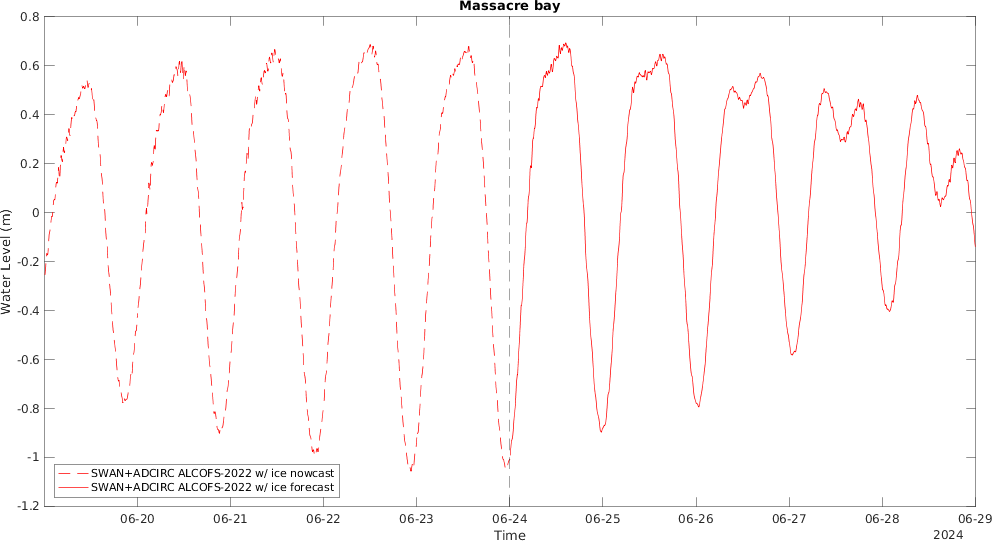 Massacre bay
0.8
0.6
0.4
0.2
0
-0.2
-0.4
-0.6
-0.8
-1
-1.2
Water Level (m)
SWAN+ADCIRC ALCOFS-2022 w/ ice nowcast
SWAN+ADCIRC ALCOFS-2022 w/ ice forecast
06-20 06-21 06-22 06-23 06-24 06-25 06-26 06-27 06-28 06-29
Time
2024